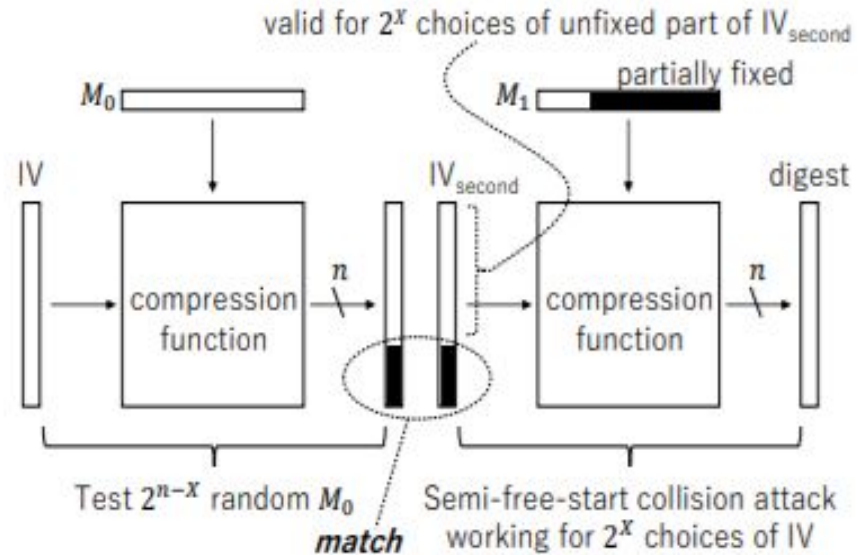 valid for 2^X choices of unfixed part of IV_second
partially fixed
M_0
M_1
IV
IV_second
digest
n
n
compression
function
compression
function
Test 2^{n-X} random M_0
match
Semi-free-start collision attack
working for 2^X choices of IV